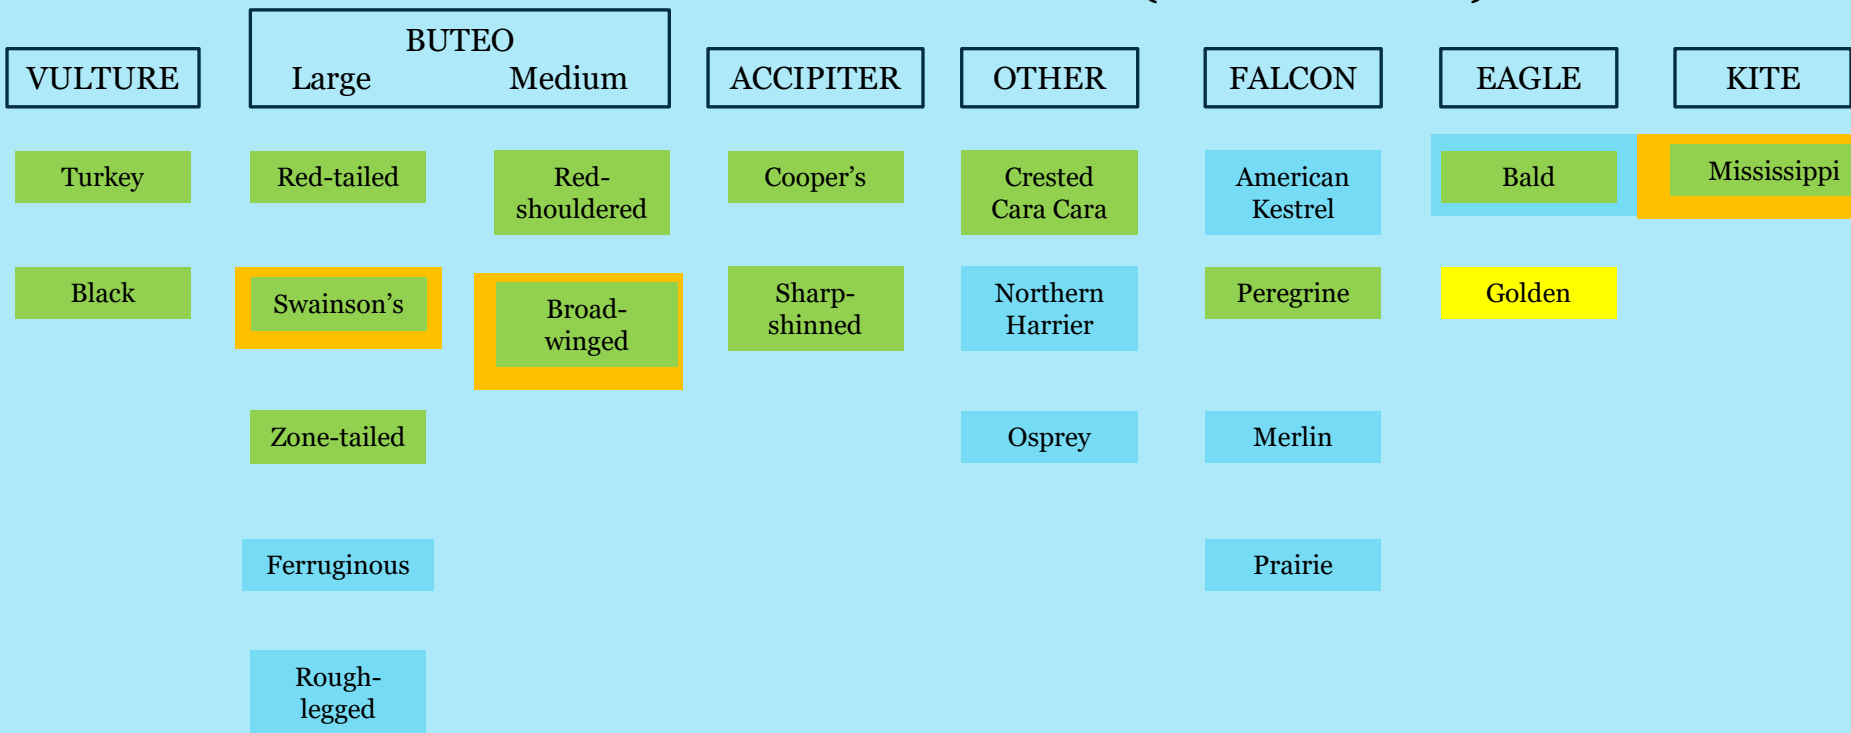 BUTEO
VULTURE
Large Medium
ACCIPITER
OTHER
FALCON
EAGLE
KITE
Turkey
Red-tailed
Red-
shouldered
Cooper's
Crested
Cara Cara
American
Kestrel
Bald
Mississippi
Black
Swainson's
Broad-
winged
Sharp-
shinned
Northern
Harrier
Peregrine
Golden
Zone-tailed
Osprey
Merlin
Ferruginous
Prairie
Rough-
legged